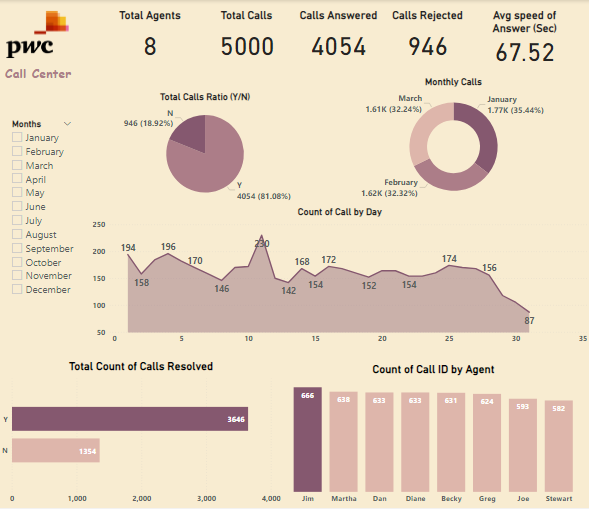 pwc
Call Center
Total Agents
8
Total Calls
5000
Calls Answered
4054
Calls Rejected
946
Avg speed of
Answer (Sec)
67.52
Months
January
February
March
April
May
June
July
August
September
October
November
December
Total Calls Ratio (Y/N)
N
946 (18.92%)
Y
4054 (81.08%)
Monthly Calls
March
1.61K (32.24%)
January
1.77K (35.44%)
February
1.62K (32.32%)
Count of Call by Day
250
200
150
100
50
194
158
196
170
146
230
142
168
154
172
152
154
174
156
87
0 5 10 15 20 25 30 35
Total Count of Calls Resolved
Y
3646
N
1354
0 1,000 2,000 3,000 4,000
Count of Call ID by Agent
666 638 633 633 631 624 593 582
Jim Martha Dan Diane Becky Greg Joe Stewart